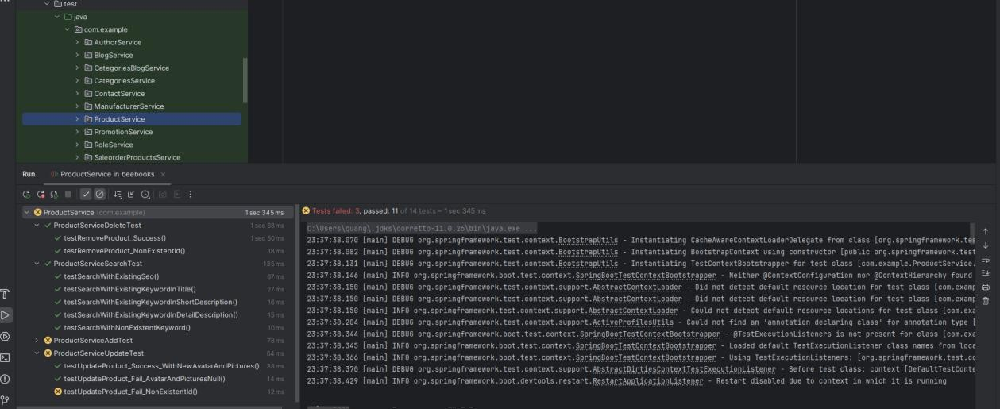 test
java
com.example
AuthorService
BlogService
CategoriesBlogService
CategoriesService
ContactService
ManufacturerService
ProductService
PromotionService
RoleService
SaleorderProductsService
Run
ProductService in beebooks ×
ProductService (com.example) 1 sec 345 ms
ProductServiceDeleteTest 1 sec 68 ms
testRemoveProduct_Success() 1 sec 50 ms
testRemoveProduct_NonExistentId() 18 ms
ProductServiceSearchTest 135 ms
testSearchWithExistingSeo() 67 ms
testSearchWithExistingKeywordInTitle() 27 ms
testSearchWithExistingKeywordInShortDescription() 16 ms
testSearchWithExistingKeywordInDetailDescription() 15 ms
testSearchWithNonExistentKeyword() 10 ms
ProductServiceAddTest 78 ms
ProductServiceUpdateTest 64 ms
testUpdateProduct_Success_WithNewAvatarAndPictures() 38 ms
testUpdateProduct_Fail_AvatarAndPicturesNull() 14 ms
testUpdateProduct_Fail_NonExistentId() 12 ms
Tests failed: 3, passed: 11 of 14 tests – 1 sec 345 ms
C:\Users\quang\.jdks\corretto-11.0.26\bin\java.exe ...
23:37:38.070 [main] DEBUG org.springframework.test.context.BootstrapUtils - Instantiating CacheAwareContextLoaderDelegate from class [org.springframework.tes
23:37:38.082 [main] DEBUG org.springframework.test.context.BootstrapUtils - Instantiating BootstrapContext using constructor [public org.springframework.test
23:37:38.131 [main] DEBUG org.springframework.test.context.BootstrapUtils - Instantiating TestContextBootstrapper for test class [com.example.ProductService.
23:37:38.146 [main] INFO org.springframework.boot.test.context.SpringBootTestContextBootstrapper - Neither @ContextConfiguration nor @ContextHierarchy found
23:37:38.150 [main] DEBUG org.springframework.test.context.support.AbstractContextLoader - Did not detect default resource location for test class [com.examp
23:37:38.150 [main] DEBUG org.springframework.test.context.support.AbstractContextLoader - Did not detect default resource location for test class [com.examp
23:37:38.150 [main] INFO org.springframework.test.context.support.AbstractContextLoader - Could not detect default resource locations for test class [com.exa
23:37:38.204 [main] DEBUG org.springframework.test.context.support.ActiveProfilesUtils - Could not find an 'annotation declaring class' for annotation type [
23:37:38.344 [main] DEBUG org.springframework.boot.test.context.SpringBootTestContextBootstrapper - @TestExecutionListeners is not present for class [com.exa
23:37:38.345 [main] INFO org.springframework.boot.test.context.SpringBootTestContextBootstrapper - Loaded default TestExecutionListener class names from loca
23:37:38.366 [main] INFO org.springframework.boot.test.context.SpringBootTestContextBootstrapper - Using TestExecutionListeners: [org.springframework.test.co
23:37:38.370 [main] DEBUG org.springframework.test.context.support.AbstractDirtiesContextTestExecutionListener - Before test class: context [DefaultTestConte
23:37:38.429 [main] INFO org.springframework.boot.devtools.restart.RestartApplicationListener - Restart disabled due to context in which it is running